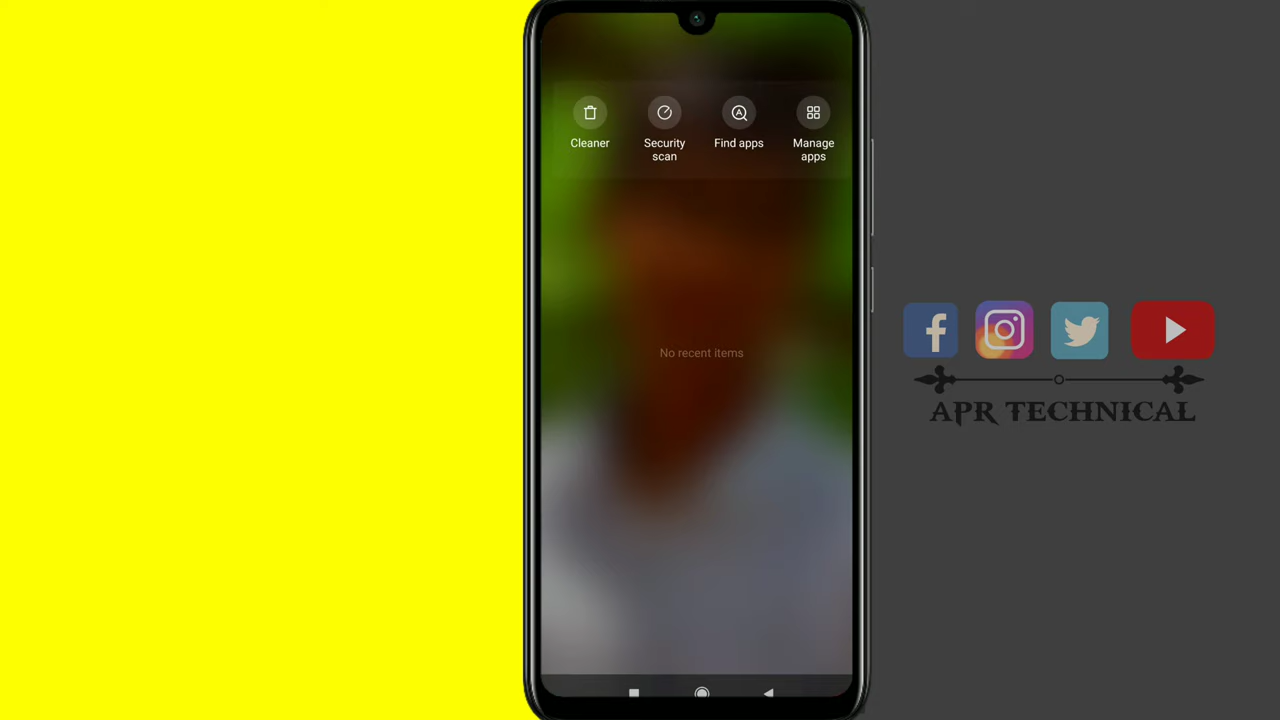 Cleaner
Security
scan
Find apps
Manage
apps
No recent items
APR TECHNICAL